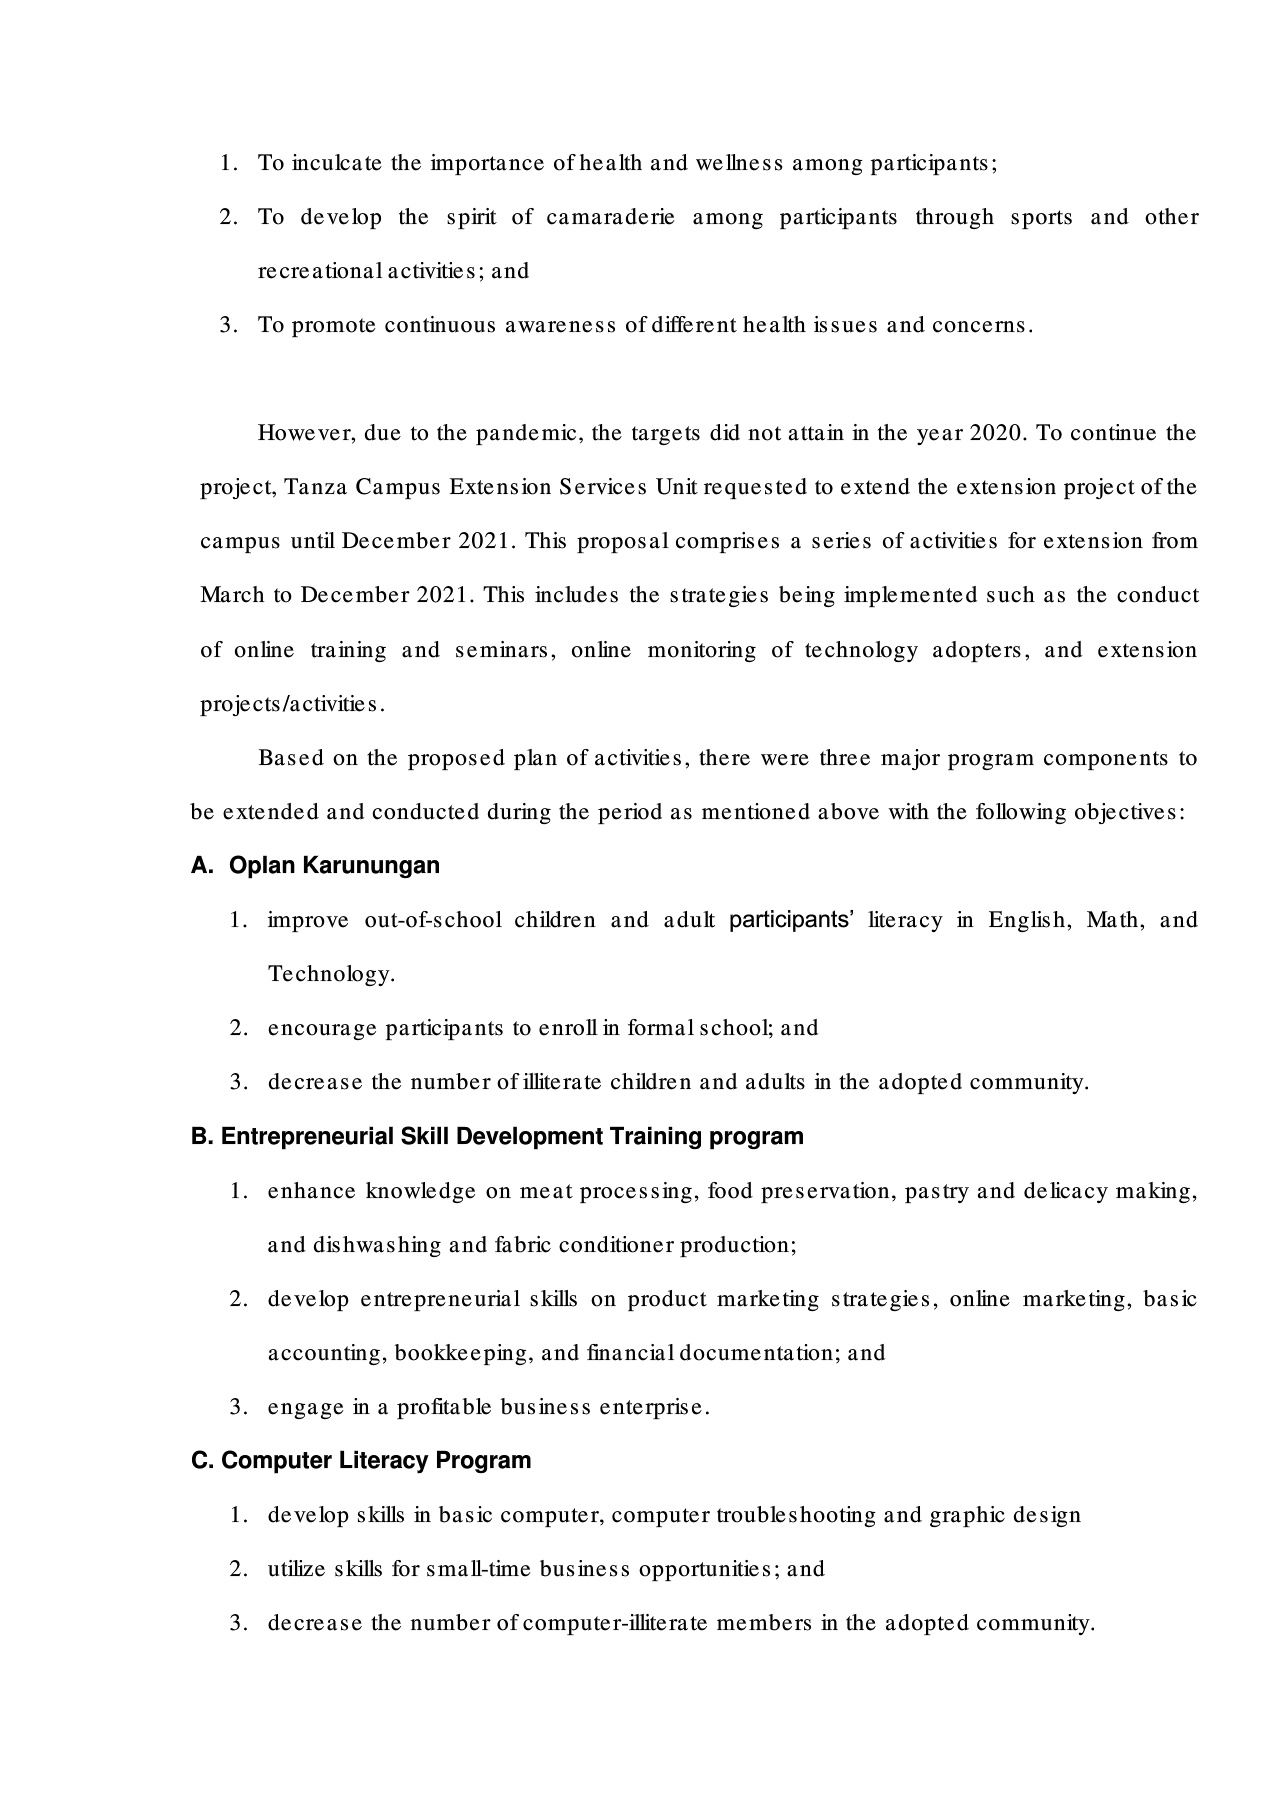 1. To inculcate the importance of health and wellness among participants;
2. To develop the spirit of camaraderie among participants through sports and other
recreational activities; and
3. To promote continuous awareness of different health issues and concerns.
However, due to the pandemic, the targets did not attain in the year 2020. To continue the
project, Tanza Campus Extension Services Unit requested to extend the extension project of the
campus until December 2021. This proposal comprises a series of activities for extension from
March to December 2021. This includes the strategies being implemented such as the conduct
of online training and seminars, online monitoring of technology adopters, and extension
projects/activities.
Based on the proposed plan of activities, there were three major program components to
be extended and conducted during the period as mentioned above with the following objectives:
A. Oplan Karunungan
1. improve out-of-school children and adult participants’ literacy in English, Math, and
Technology.
2. encourage participants to enroll in formal school; and
3. decrease the number of illiterate children and adults in the adopted community.
B. Entrepreneurial Skill Development Training program
1. enhance knowledge on meat processing, food preservation, pastry and delicacy making,
and dishwashing and fabric conditioner production;
2. develop entrepreneurial skills on product marketing strategies, online marketing, basic
accounting, bookkeeping, and financial documentation; and
3. engage in a profitable business enterprise.
C. Computer Literacy Program
1. develop skills in basic computer, computer troubleshooting and graphic design
2. utilize skills for small-time business opportunities; and
3. decrease the number of computer-illiterate members in the adopted community.